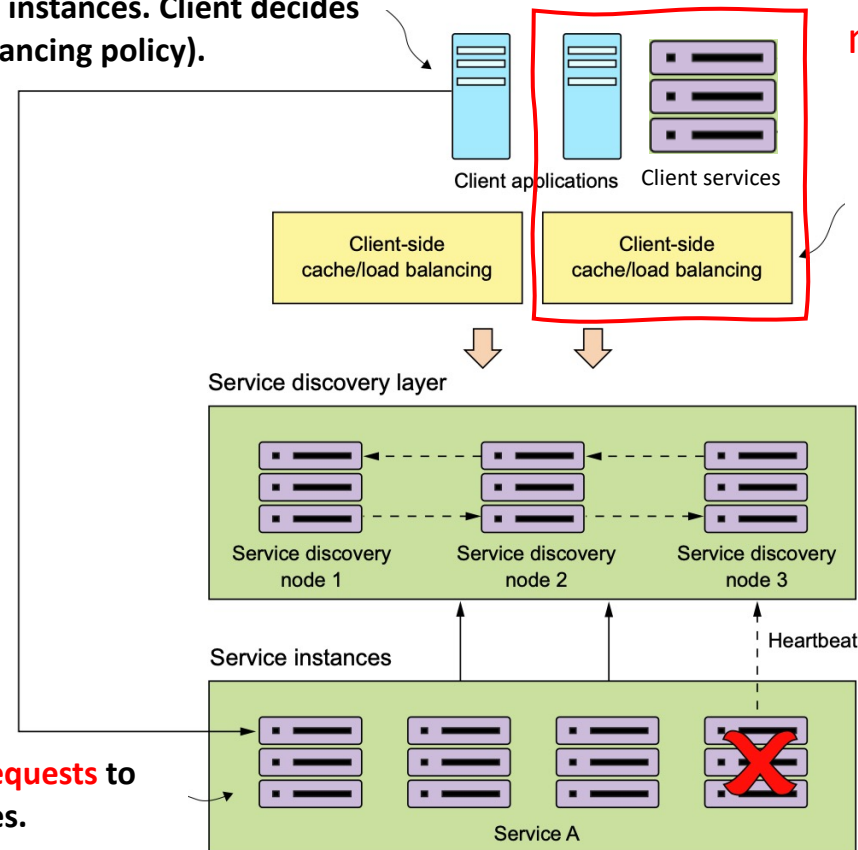 instances. Client decides
ancing policy).
Client applications
Client services
Client-side
cache/load balancing
Client-side
cache/load balancing
Service discovery layer
Service discovery
node 1
Service discovery
node 2
Service discovery
node 3
Heartbeat
Service instances
equests to
es.
Service A